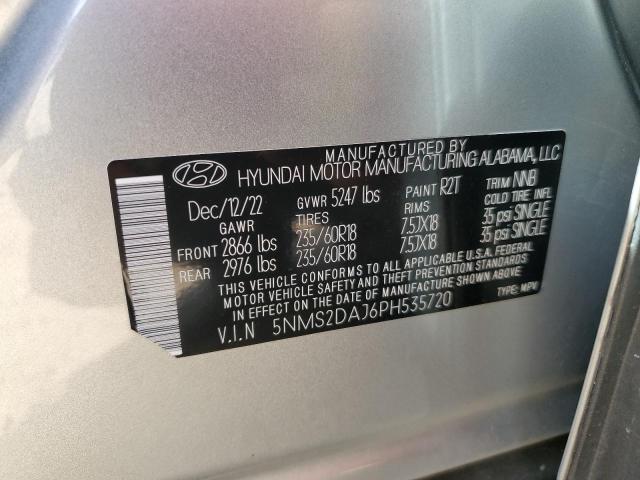 MANUFACTURED BY
HYUNDAI MOTOR MANUFACTURING ALABAMA, LLC
Dec/12/22 GVWR 5247 lbs PAINT R2T TRIM NNB
GAWR TIRES RIMS COLD TIRE INFL
FRONT 2866 lbs 235/60R18 7.5JX18 35 psi SINGLE
REAR 2976 lbs 235/60R18 7.5JX18 35 psi SINGLE
THIS VEHICLE CONFORMS TO ALL APPLICABLE U.S.A. FEDERAL
MOTOR VEHICLE SAFETY AND THEFT PREVENTION STANDARDS
IN EFFECT ON THE DATE OF MANUFACTURE SHOWN ABOVE.
V.I.N 5NMS2DAJ6PH535720 TYPE: MPV